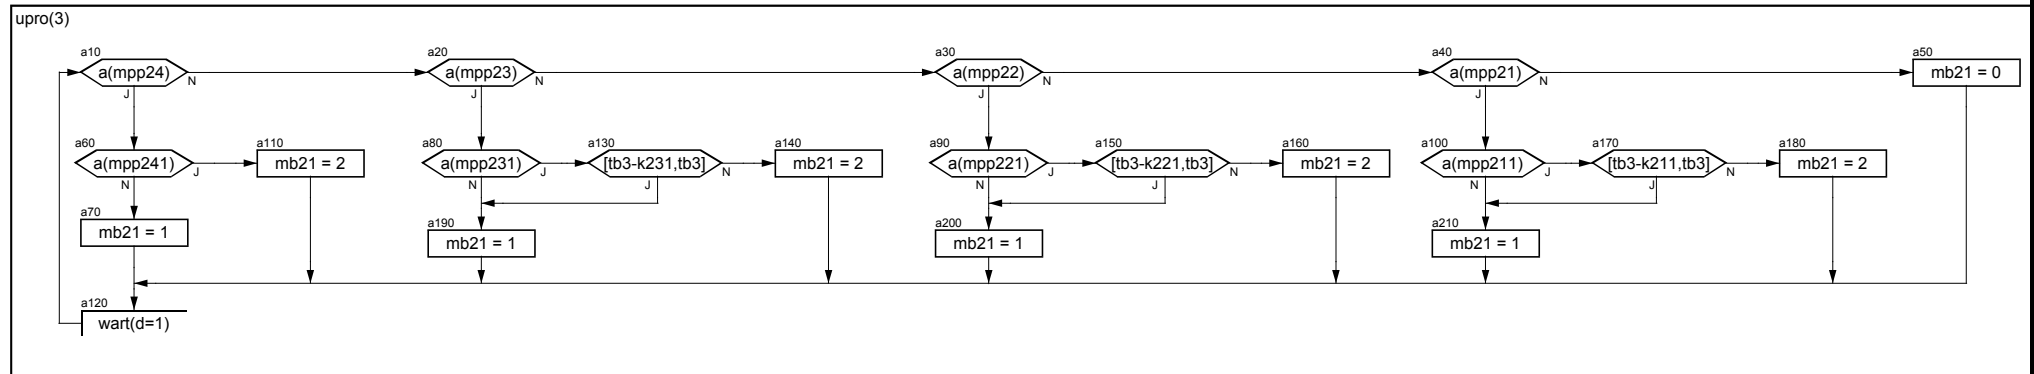 upro(3)
a10 a20 a30 a40 a50
a(mpp24) N a(mpp23) N a(mpp22) N a(mpp21) N mb21 = 0
J J J J
a60 a110 a80 a130 a140 a90 a150 a160 a100 a170 a180
a(mpp241) J mb21 = 2 a(mpp231) J [tb3-k231,tb3] N mb21 = 2 a(mpp221) J [tb3-k221,tb3] N mb21 = 2 a(mpp211) J [tb3-k211,tb3] N mb21 = 2
N N J N J N J
a70 a190 a200 a210
mb21 = 1 mb21 = 1 mb21 = 1 mb21 = 1
a120
wart(d=1)